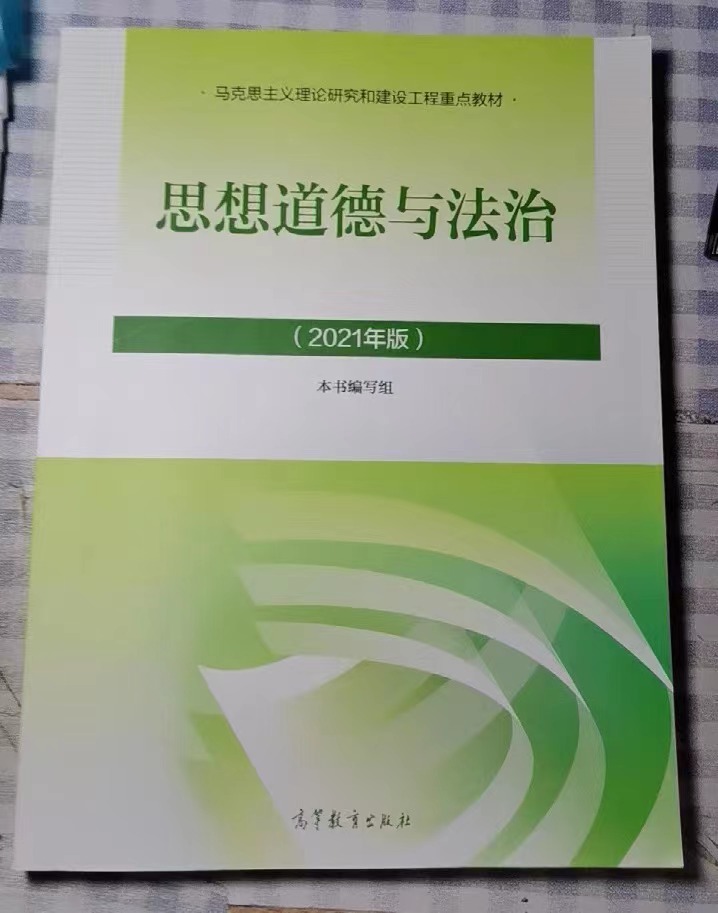 · 马克思主义理论研究和建设工程重点教材 ·
思想道德与法治
（2021年版）
本书编写组
高等教育出版社